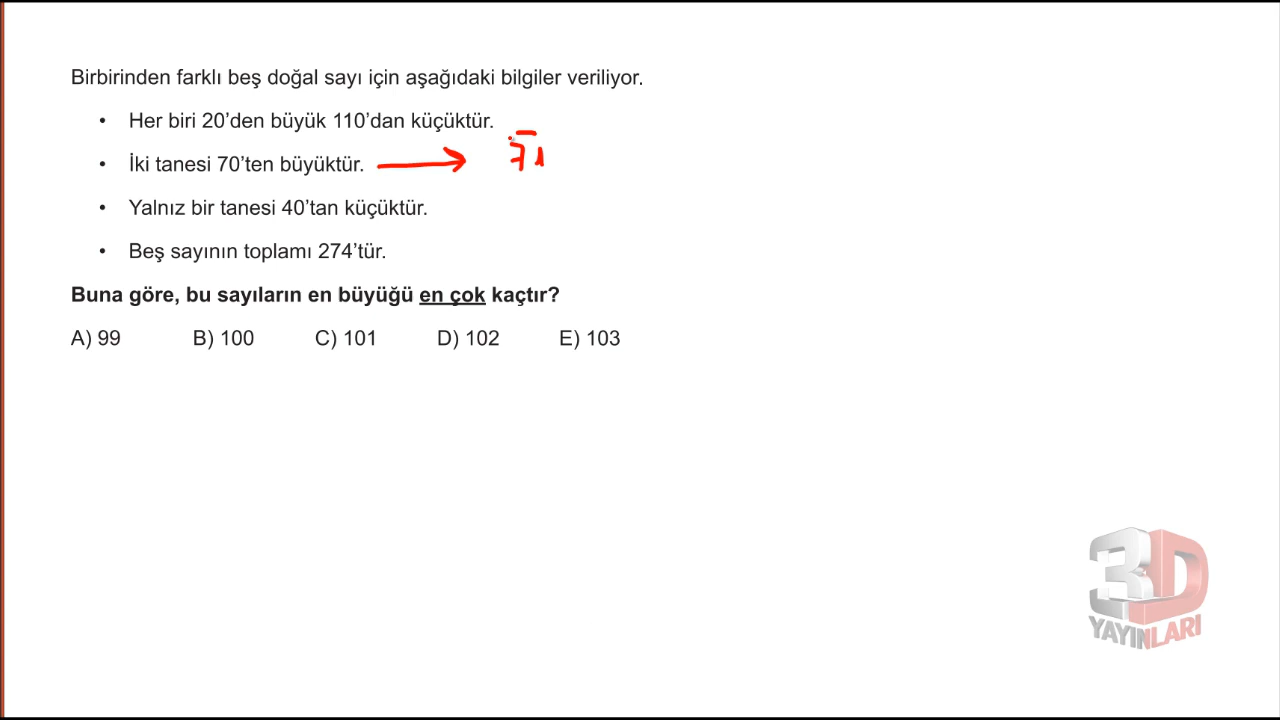 Birbirinden farklı beş doğal sayı için aşağıdaki bilgiler veriliyor.
• Her biri 20’den büyük 110’dan küçüktür.
• İki tanesi 70’ten büyüktür. → 71
• Yalnız bir tanesi 40’tan küçüktür.
• Beş sayının toplamı 274’tür.
Buna göre, bu sayıların en büyüğü en çok kaçtır?
A) 99 B) 100 C) 101 D) 102 E) 103
3D
YAYINLARI